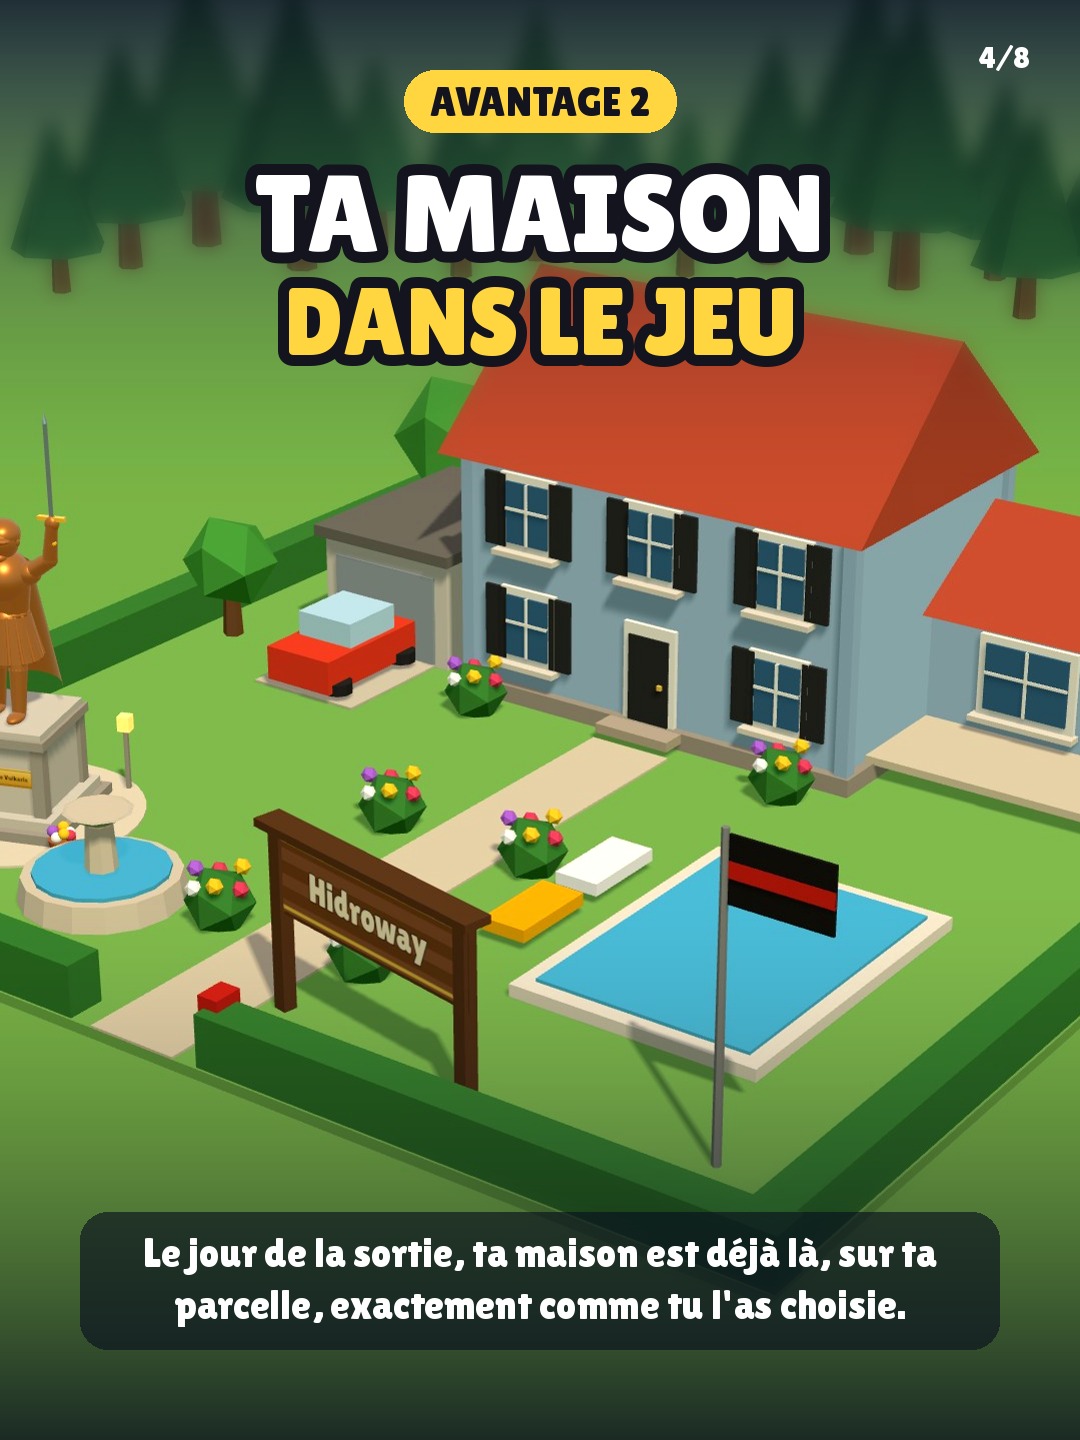 4/8
AVANTAGE 2
TA MAISON
DANS LE JEU
Hidroway
Le jour de la sortie, ta maison est déjà là, sur ta
parcelle, exactement comme tu l'as choisie.